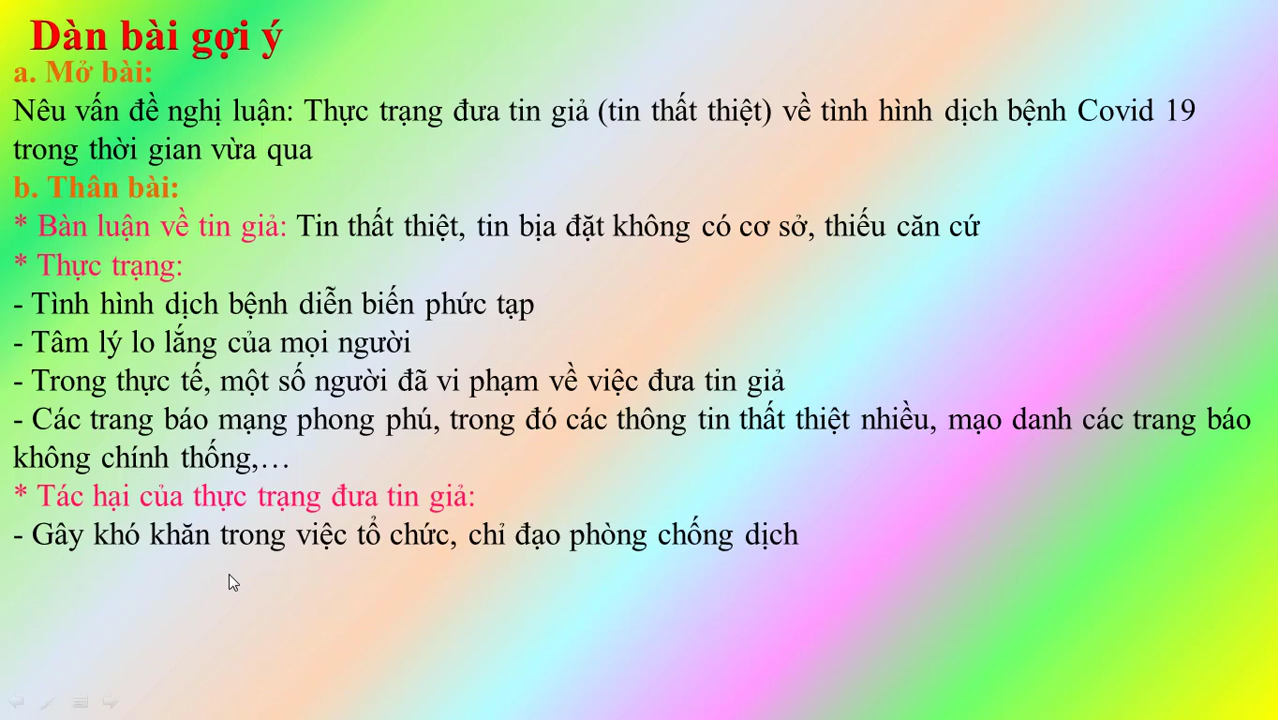 Dàn bài gợi ý
a. Mở bài:
Nêu vấn đề nghị luận: Thực trạng đưa tin giả (tin thất thiệt) về tình hình dịch bệnh Covid 19
trong thời gian vừa qua
b. Thân bài:
* Bàn luận về tin giả: Tin thất thiệt, tin bịa đặt không có cơ sở, thiếu căn cứ
* Thực trạng:
- Tình hình dịch bệnh diễn biến phức tạp
- Tâm lý lo lắng của mọi người
- Trong thực tế, một số người đã vi phạm về việc đưa tin giả
- Các trang báo mạng phong phú, trong đó các thông tin thất thiệt nhiều, mạo danh các trang báo
không chính thống,…
* Tác hại của thực trạng đưa tin giả:
- Gây khó khăn trong việc tổ chức, chỉ đạo phòng chống dịch